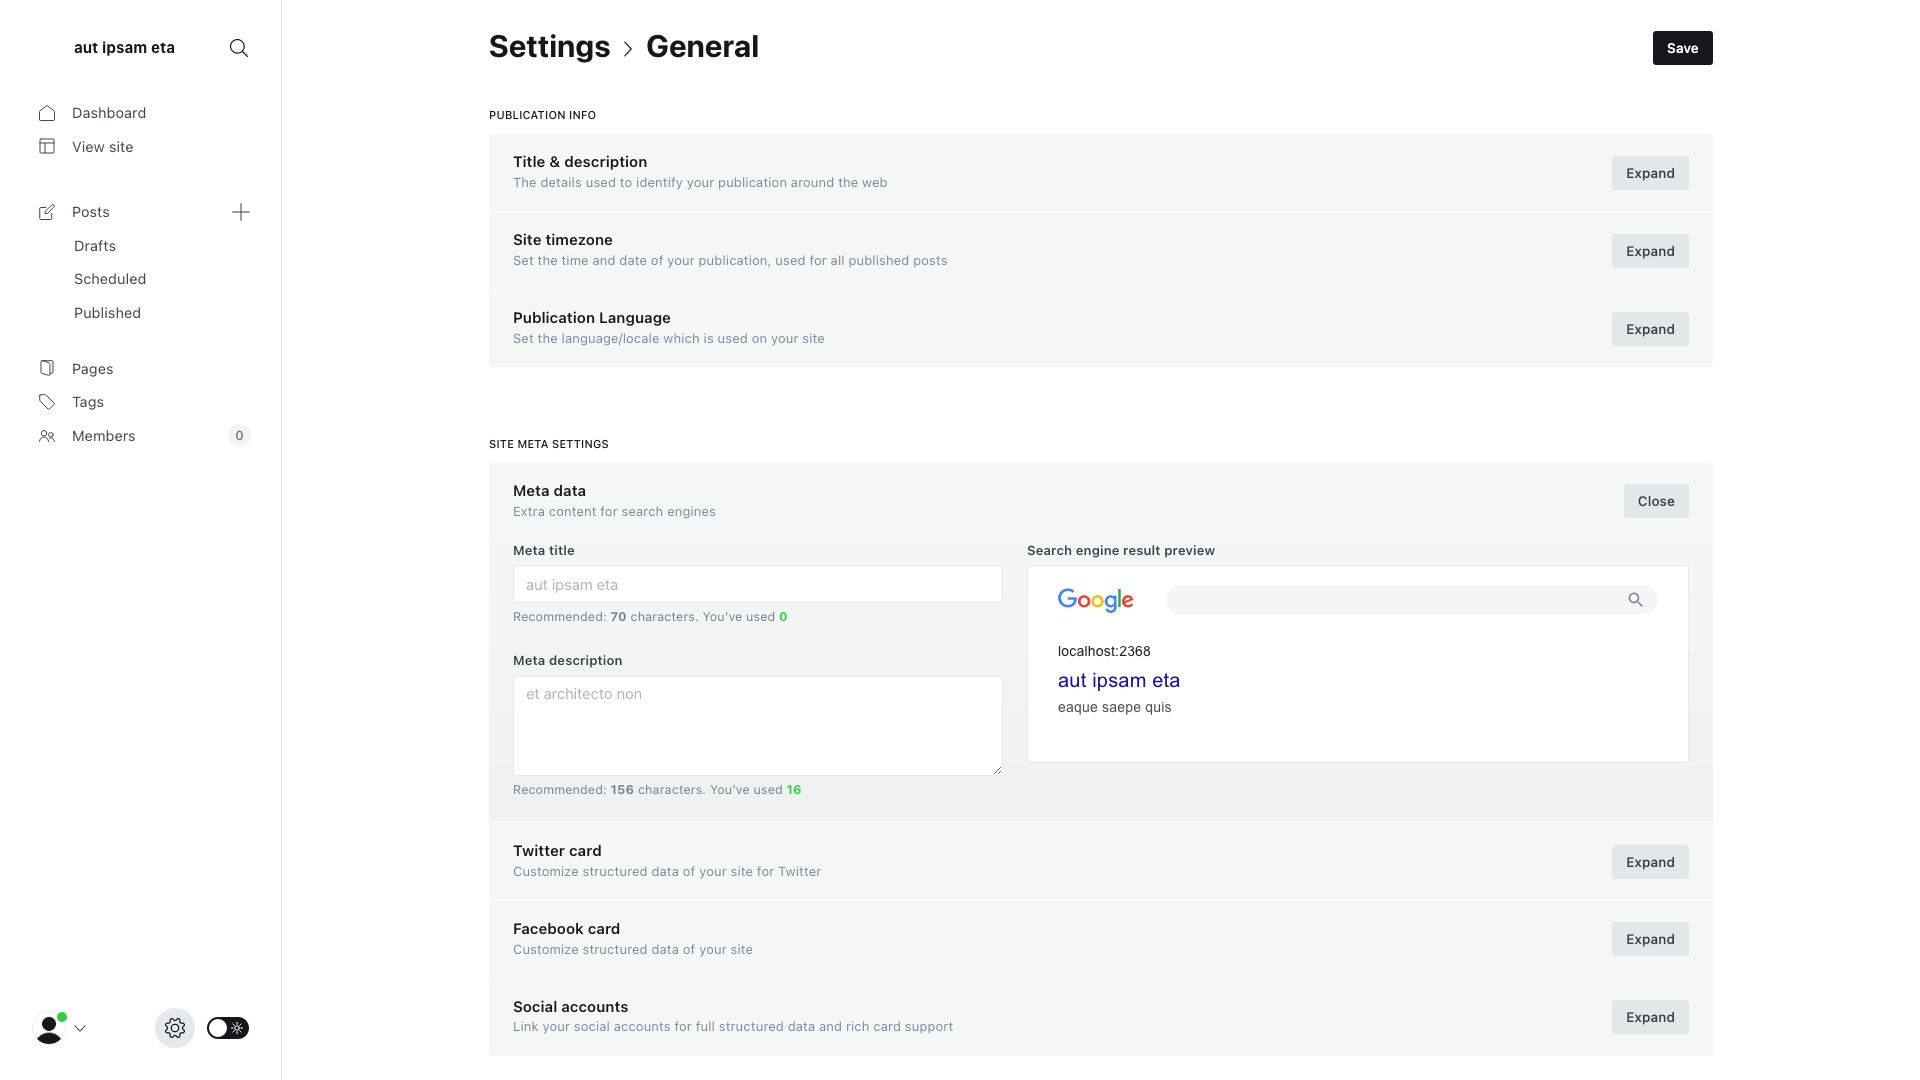 aut ipsam eta
Dashboard
View site
Posts
Drafts
Scheduled
Published
Pages
Tags
Members 0
Settings General
Save
PUBLICATION INFO
Title & description
The details used to identify your publication around the web
Expand
Site timezone
Set the time and date of your publication, used for all published posts
Expand
Publication Language
Set the language/locale which is used on your site
Expand
SITE META SETTINGS
Meta data
Extra content for search engines
Close
Meta title
aut ipsam eta
Recommended: 70 characters. You've used 0
Meta description
et architecto non
Recommended: 156 characters. You've used 16
Search engine result preview
Google
localhost:2368
aut ipsam eta
eaque saepe quis
Twitter card
Customize structured data of your site for Twitter
Expand
Facebook card
Customize structured data of your site
Expand
Social accounts
Link your social accounts for full structured data and rich card support
Expand